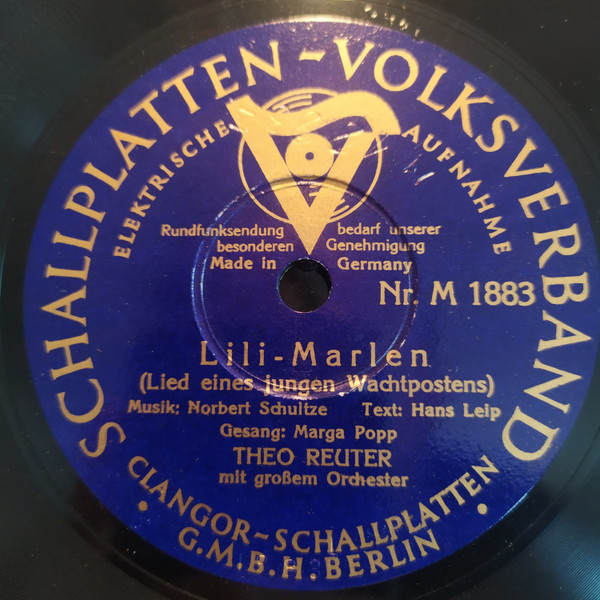 SCHALLPLATTEN-VOLKSVERBAND
ELEKTRISCHE AUFNAHME
Rundfunksendung bedarf unserer
besonderen Genehmigung
Made in Germany
Nr. M 1883
Lili-Marlen
(Lied eines jungen Wachtpostens)
Musik: Norbert Schultze Text: Hans Leip
Gesang: Marga Popp
THEO REUTER
mit großem Orchester
CLANGOR-SCHALLPLATTEN
G.M.B.H. BERLIN